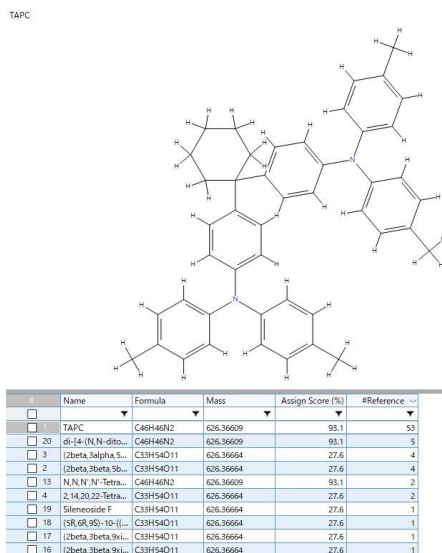 TAPC
# Name Formula Mass Assign Score (%) #Reference
1 TAPC C46H46N2 626.36609 93.1 53
20 di-[4-(N,N-dito... C46H46N2 626.36609 93.1 5
3 (2beta,3alpha,5... C33H54O11 626.36664 27.6 4
2 (2beta,3beta,5b... C33H54O11 626.36664 27.6 4
13 N,N,N',N'-Tetra... C46H46N2 626.36609 93.1 2
4 2,14,20,22-Tetra... C33H54O11 626.36664 27.6 2
19 Sileneoside F C33H54O11 626.36664 27.6 1
18 (5R,6R,9S)-10-((... C33H54O11 626.36664 27.6 1
17 (2beta,3beta,9xi... C33H54O11 626.36664 27.6 1
16 (2beta,3beta,9xi... C33H54O11 626.36664 27.6 1